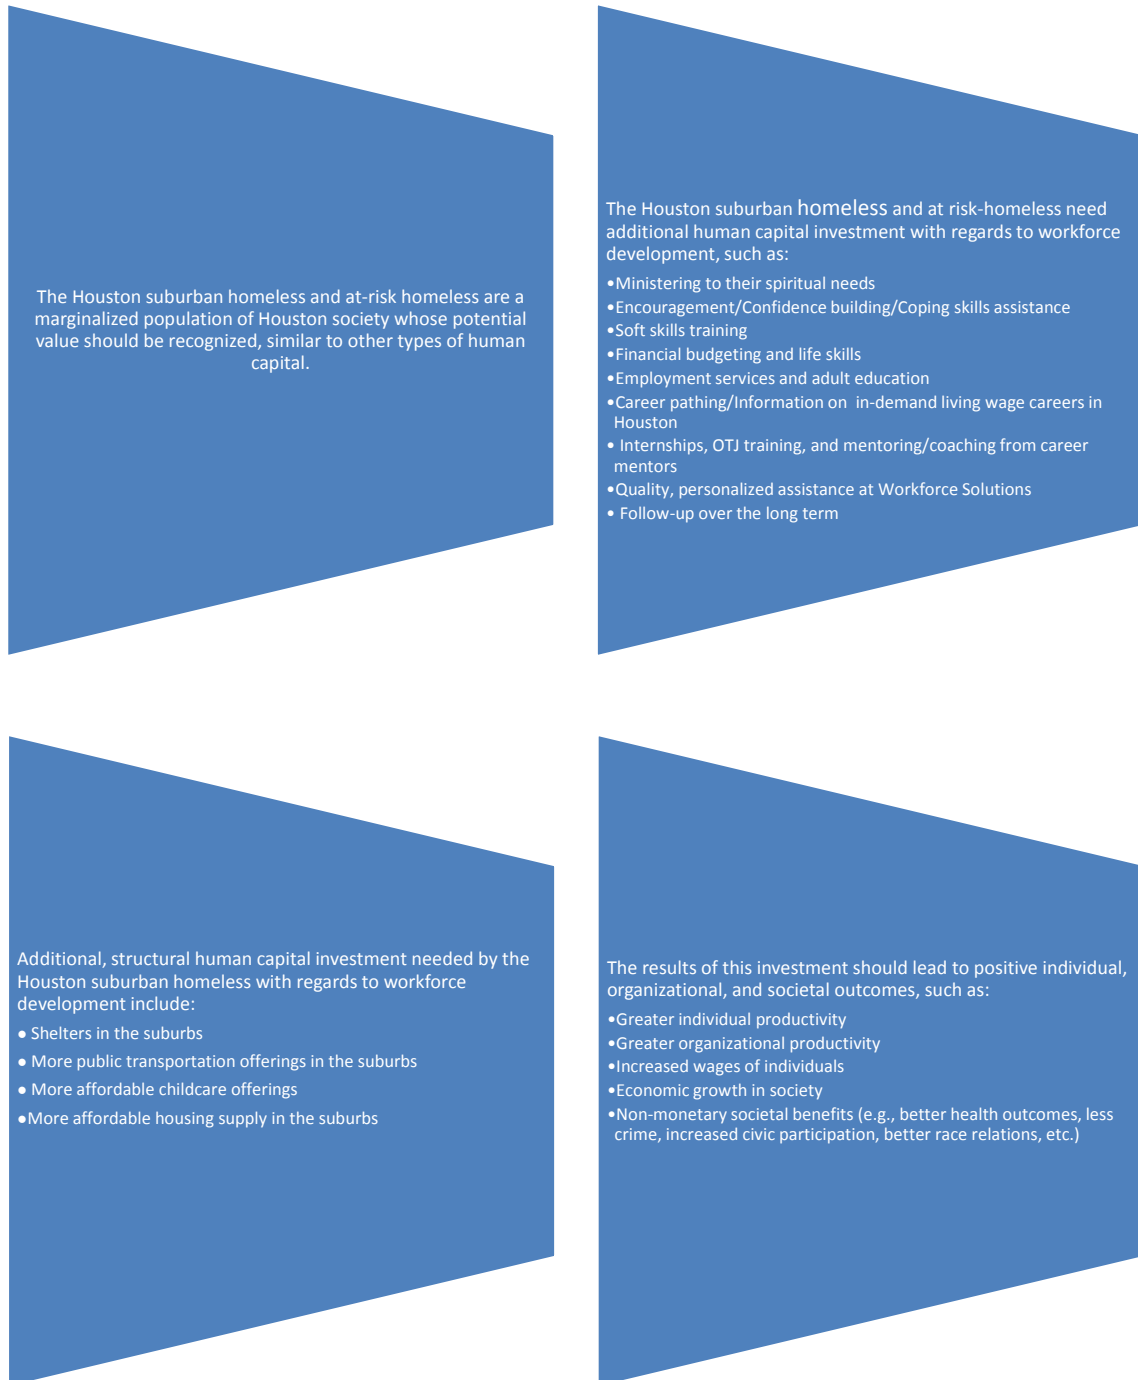 The Houston suburban homeless and at-risk homeless are a
marginalized population of Houston society whose potential
value should be recognized, similar to other types of human
capital.
The Houston suburban homeless and at risk-homeless need
additional human capital investment with regards to workforce
development, such as:
•Ministering to their spiritual needs
•Encouragement/Confidence building/Coping skills assistance
•Soft skills training
•Financial budgeting and life skills
•Employment services and adult education
•Career pathing/Information on  in-demand living wage careers in
Houston
• Internships, OTJ training, and mentoring/coaching from career
mentors
•Quality, personalized assistance at Workforce Solutions
• Follow-up over the long term
Additional, structural human capital investment needed by the
Houston suburban homeless with regards to workforce
development include:
● Shelters in the suburbs
● More public transportation offerings in the suburbs
● More affordable childcare offerings
●More affordable housing supply in the suburbs
The results of this investment should lead to positive individual,
organizational, and societal outcomes, such as:
•Greater individual productivity
•Greater organizational productivity
•Increased wages of individuals
•Economic growth in society
•Non-monetary societal benefits (e.g., better health outcomes, less
crime, increased civic participation, better race relations, etc.)